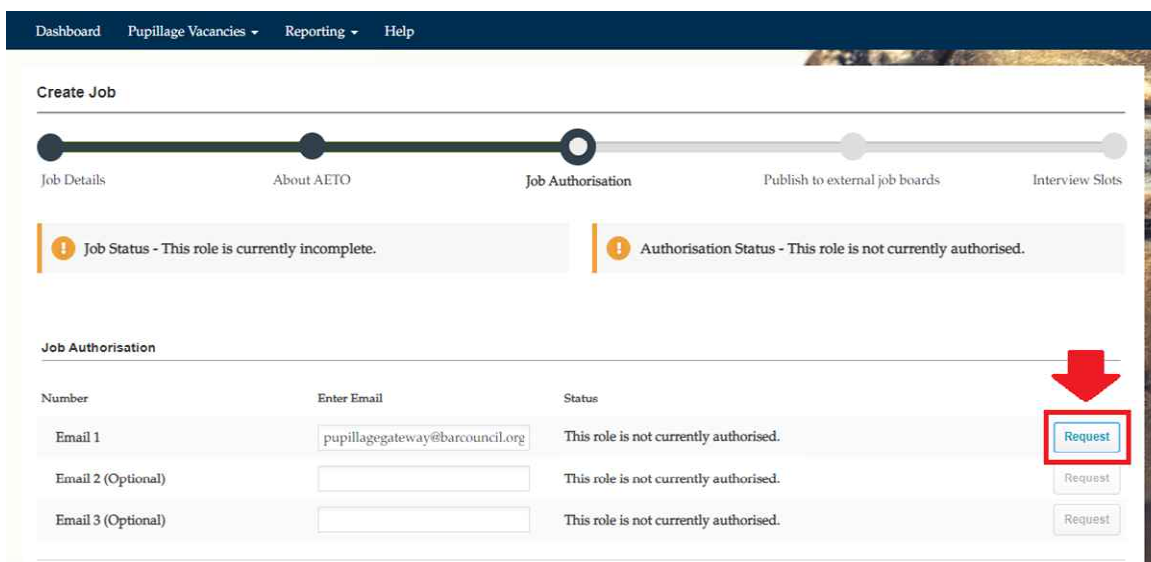 Dashboard Pupillage Vacancies Reporting Help
Create Job
Job Details About AETO Job Authorisation Publish to external job boards Interview Slots
Job Status - This role is currently incomplete. Authorisation Status - This role is not currently authorised.
Job Authorisation
Number Enter Email Status
Email 1 pupillagegateway@barcouncil.org This role is not currently authorised. Request
Email 2 (Optional) This role is not currently authorised. Request
Email 3 (Optional) This role is not currently authorised. Request